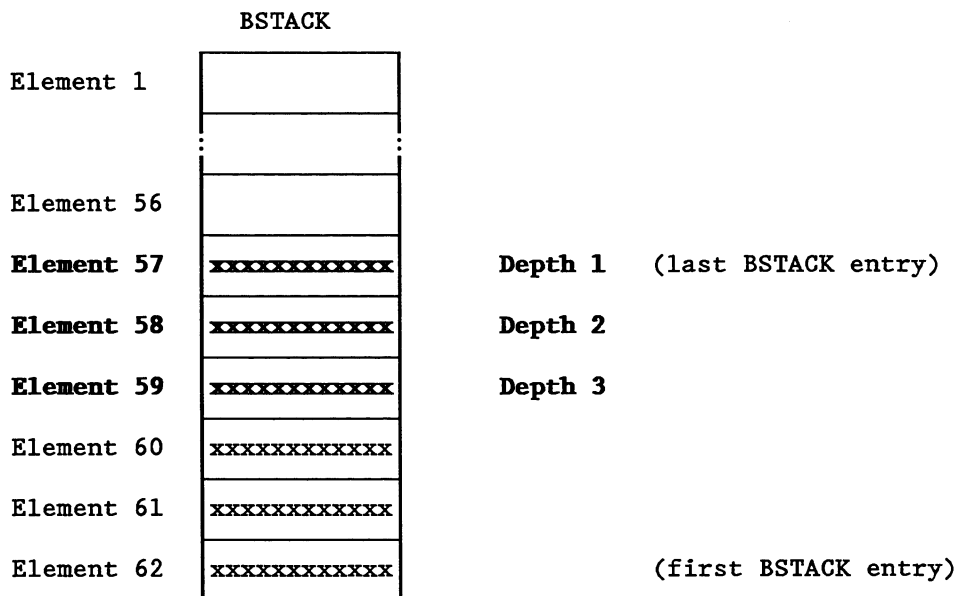 BSTACK
Element 1
Element 56
Element 57 xxxxxxxxxxxx Depth 1 (last BSTACK entry)
Element 58 xxxxxxxxxxxx Depth 2
Element 59 xxxxxxxxxxxx Depth 3
Element 60 xxxxxxxxxxxx
Element 61 xxxxxxxxxxxx
Element 62 xxxxxxxxxxxx (first BSTACK entry)